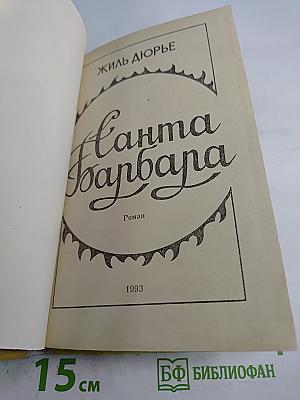 ЖИЛЬ ДЮРЬЕ
Санта
Барбара
Роман
1993
15 см
БФ БИБЛИОФАН